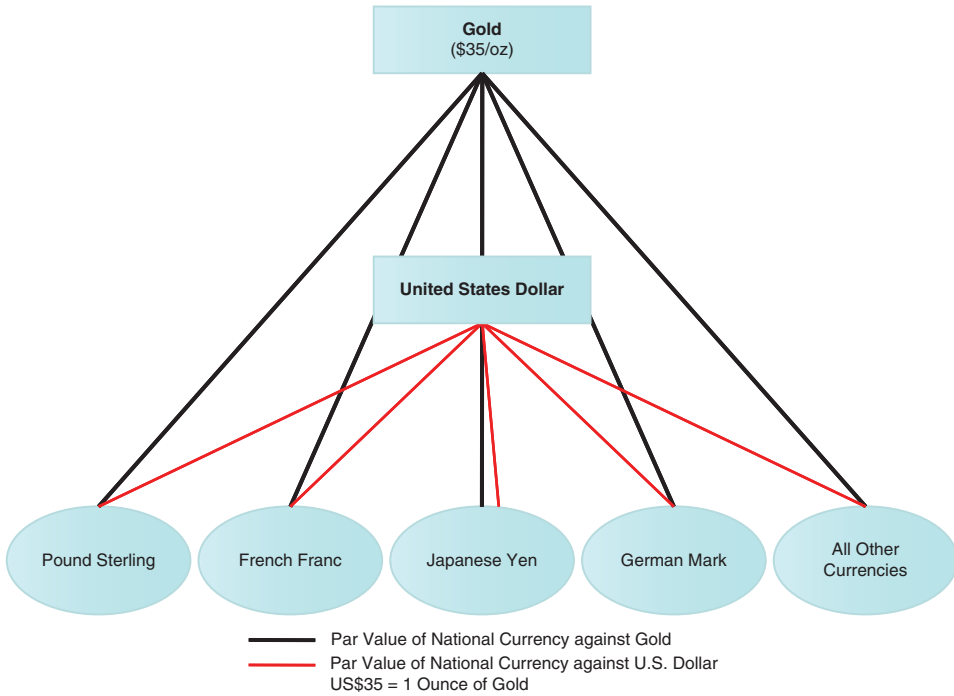 Gold
($35/oz)
United States Dollar
Pound Sterling
French Franc
Japanese Yen
German Mark
All Other
Currencies
Par Value of National Currency against Gold
Par Value of National Currency against U.S. Dollar
US$35 = 1 Ounce of Gold